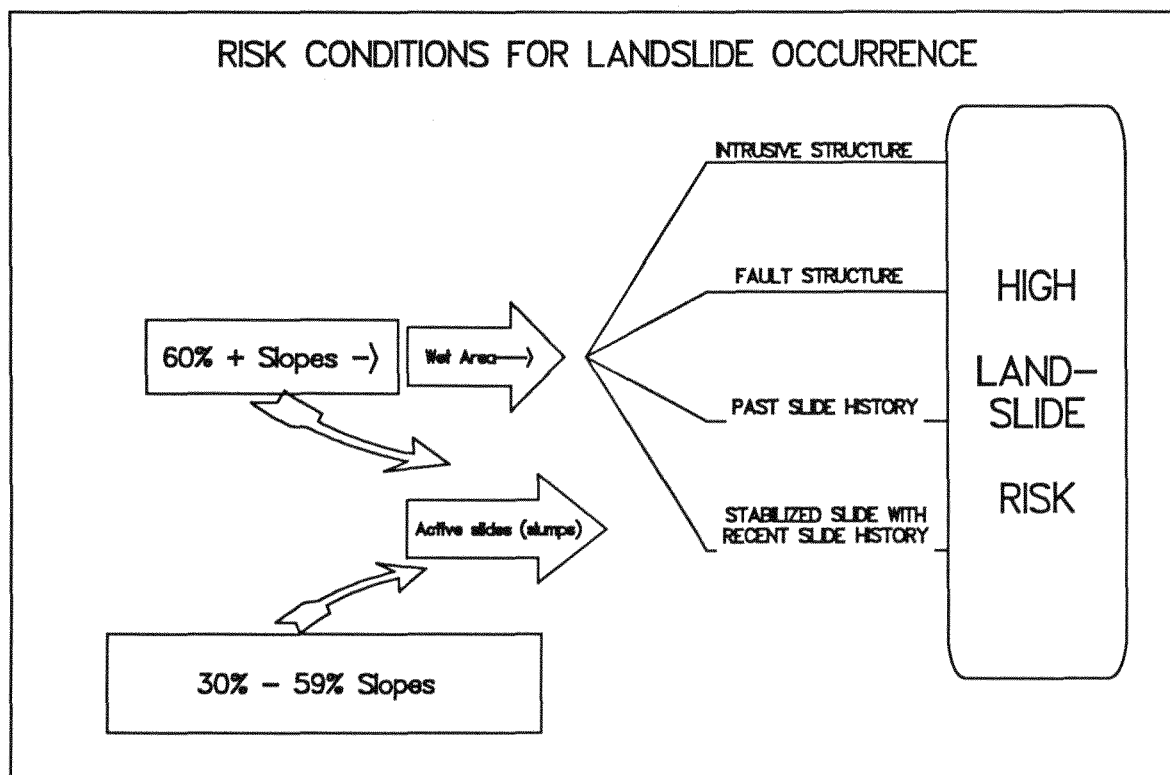 RISK CONDITIONS FOR LANDSLIDE OCCURRENCE
INTRUSIVE STRUCTURE
FAULT STRUCTURE
60% + Slopes ->
Wet Area->
PAST SLIDE HISTORY
Active slides (slumps)
STABILIZED SLIDE WITH
RECENT SLIDE HISTORY
30% - 59% Slopes
HIGH
LAND-
SLIDE
RISK